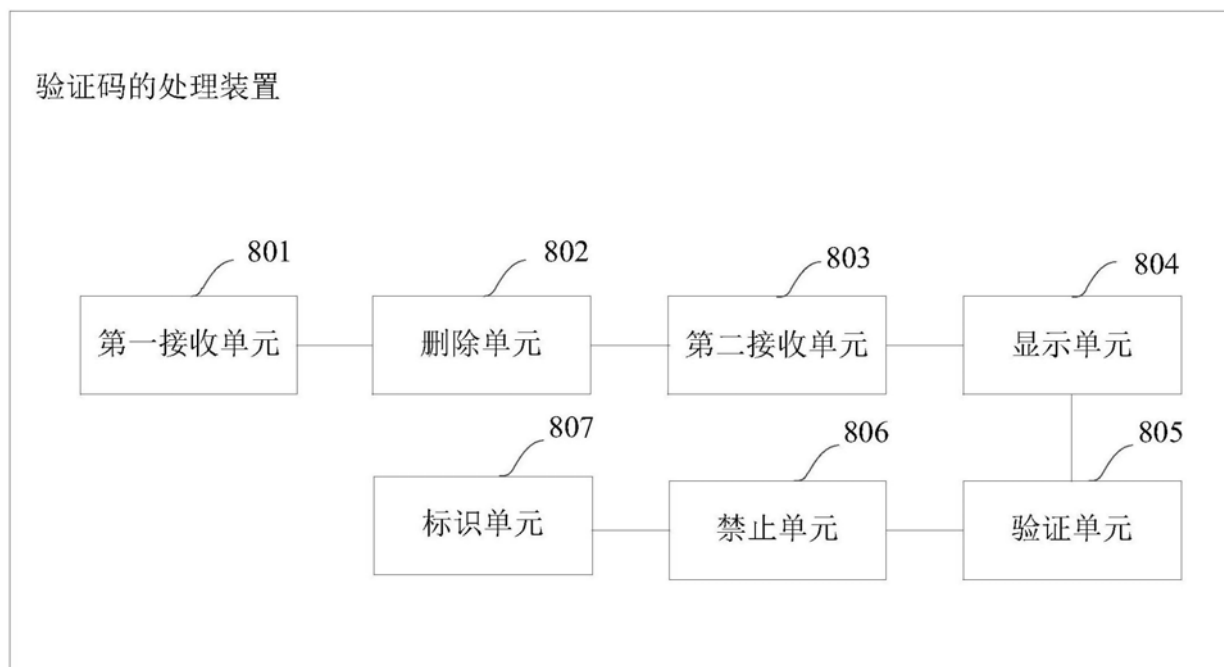 验证码的处理装置
801
802
803
804
第一接收单元
删除单元
第二接收单元
显示单元
807
806
805
标识单元
禁止单元
验证单元